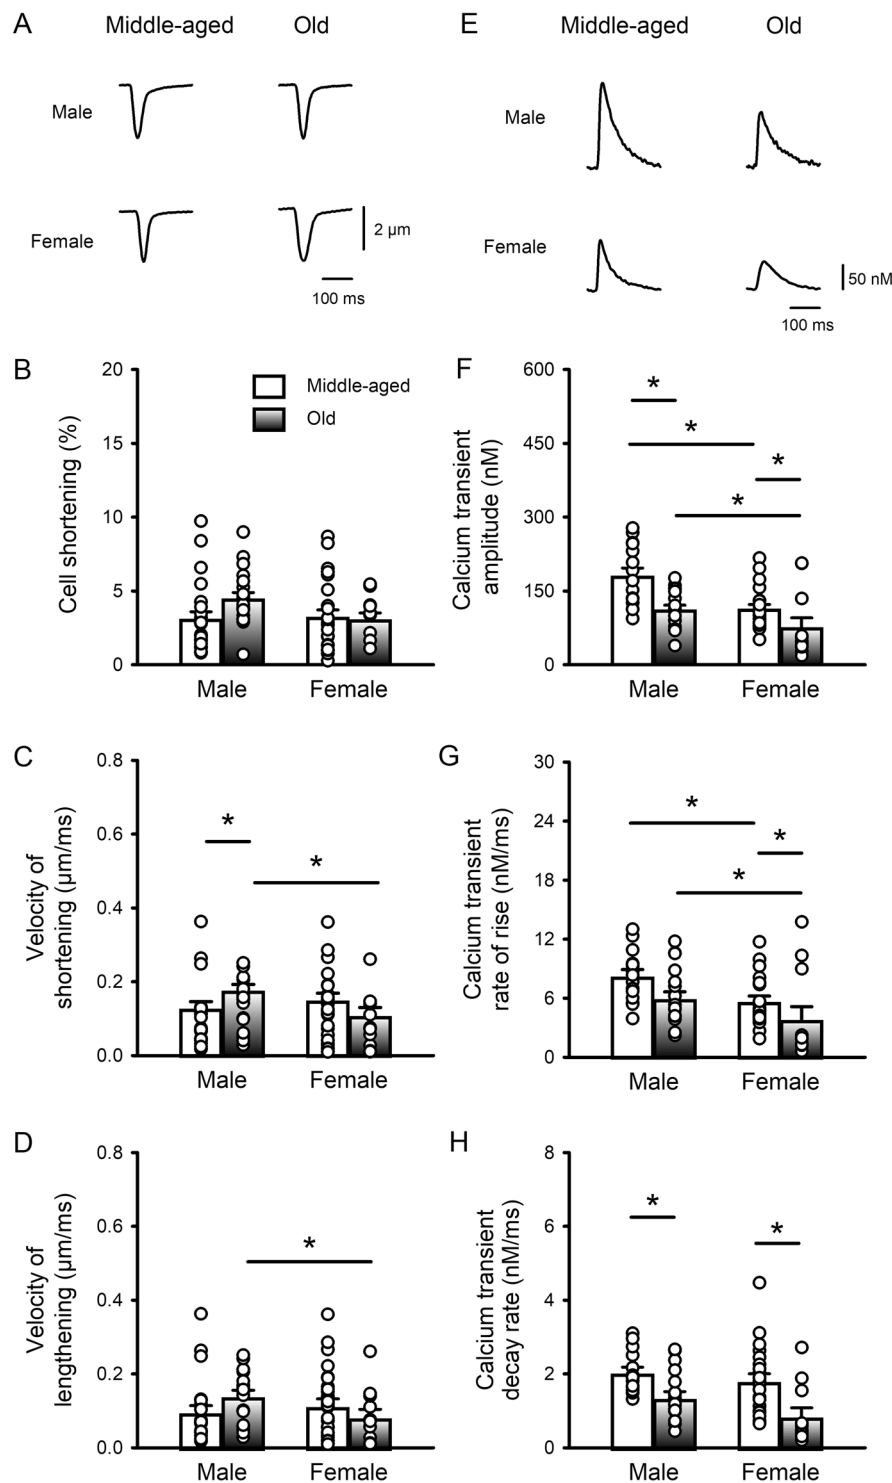 A
Middle-aged
Old
Male
Female
2 µm
100 ms
E
Middle-aged
Old
Male
Female
50 nM
100 ms
B
Cell shortening (%)
20
15
10
5
0
Middle-aged
Old
Male
Female
F
Calcium transient
amplitude (nM)
600
450
300
150
0
*
*
*
*
Male
Female
C
Velocity of
shortening (µm/ms)
0.8
0.6
0.4
0.2
0.0
*
*
Male
Female
G
Calcium transient
rate of rise (nM/ms)
30
24
18
12
6
0
*
*
*
Male
Female
D
Velocity of
lengthening (µm/ms)
0.8
0.6
0.4
0.2
0.0
*
Male
Female
H
Calcium transient
decay rate (nM/ms)
8
6
4
2
0
*
*
Male
Female